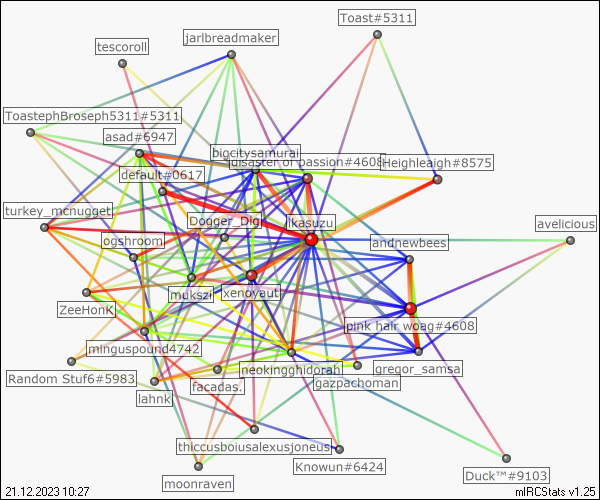 Toast#5311
jarlbreadmaker
tescoroll
ToastephBroseph5311#5311
asad#6947
bigcitysamurai
disaster of passion#4608
Heighleaigh#8575
default#0617
turkey_mcnugget
Dogger_Dig
ikasuzu
avelicious
ogshroom
andnewbees
mukszi
xenoyaut
ZeeHonK
pink hair woag#4608
minguspound4742
Random Stuf6#5983
neokingghidorah
gregor_samsa
facadas.
gazpachoman
lahnk
thiccusboiusalexusjoneus
Knowun#6424
Duck™#9103
moonraven
21.12.2023 10:27
mIRCStats v1.25